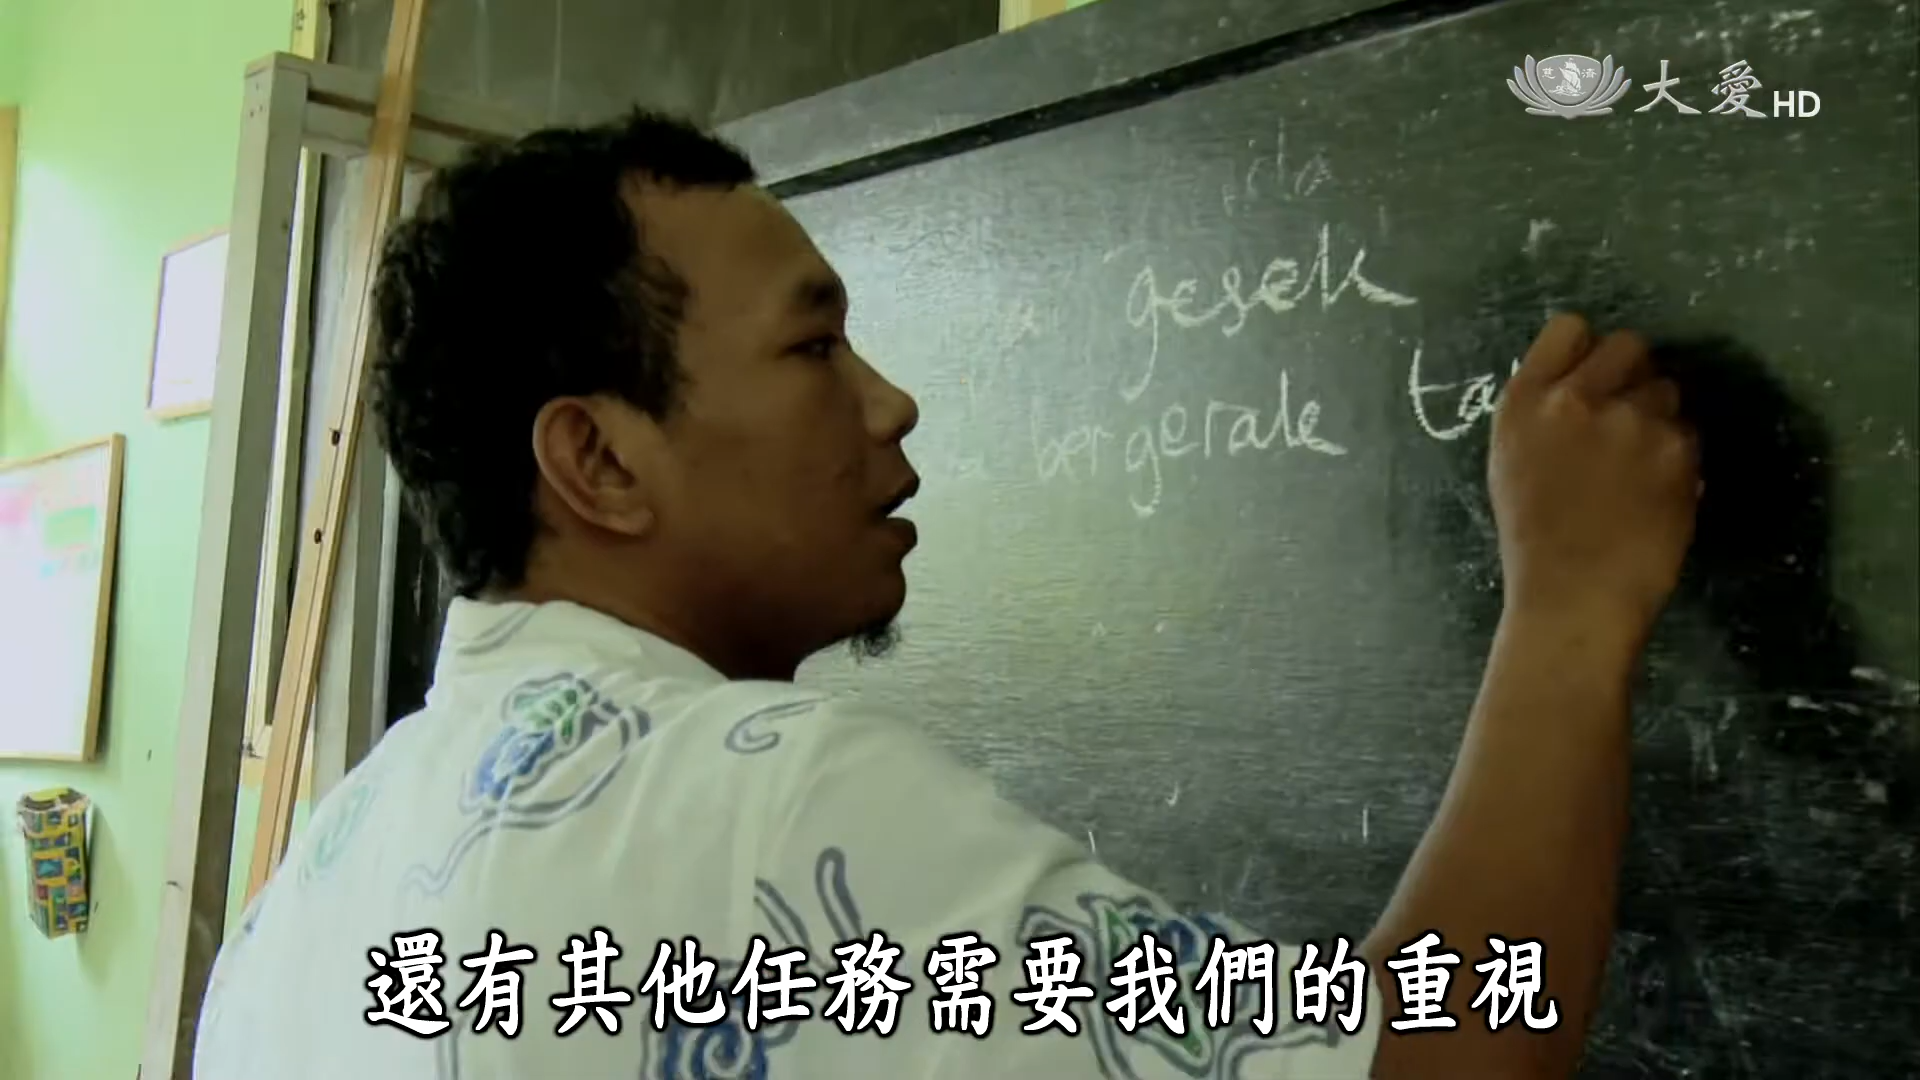 大愛HD
gesek
bergerak
還有其他任務需要我們的重視